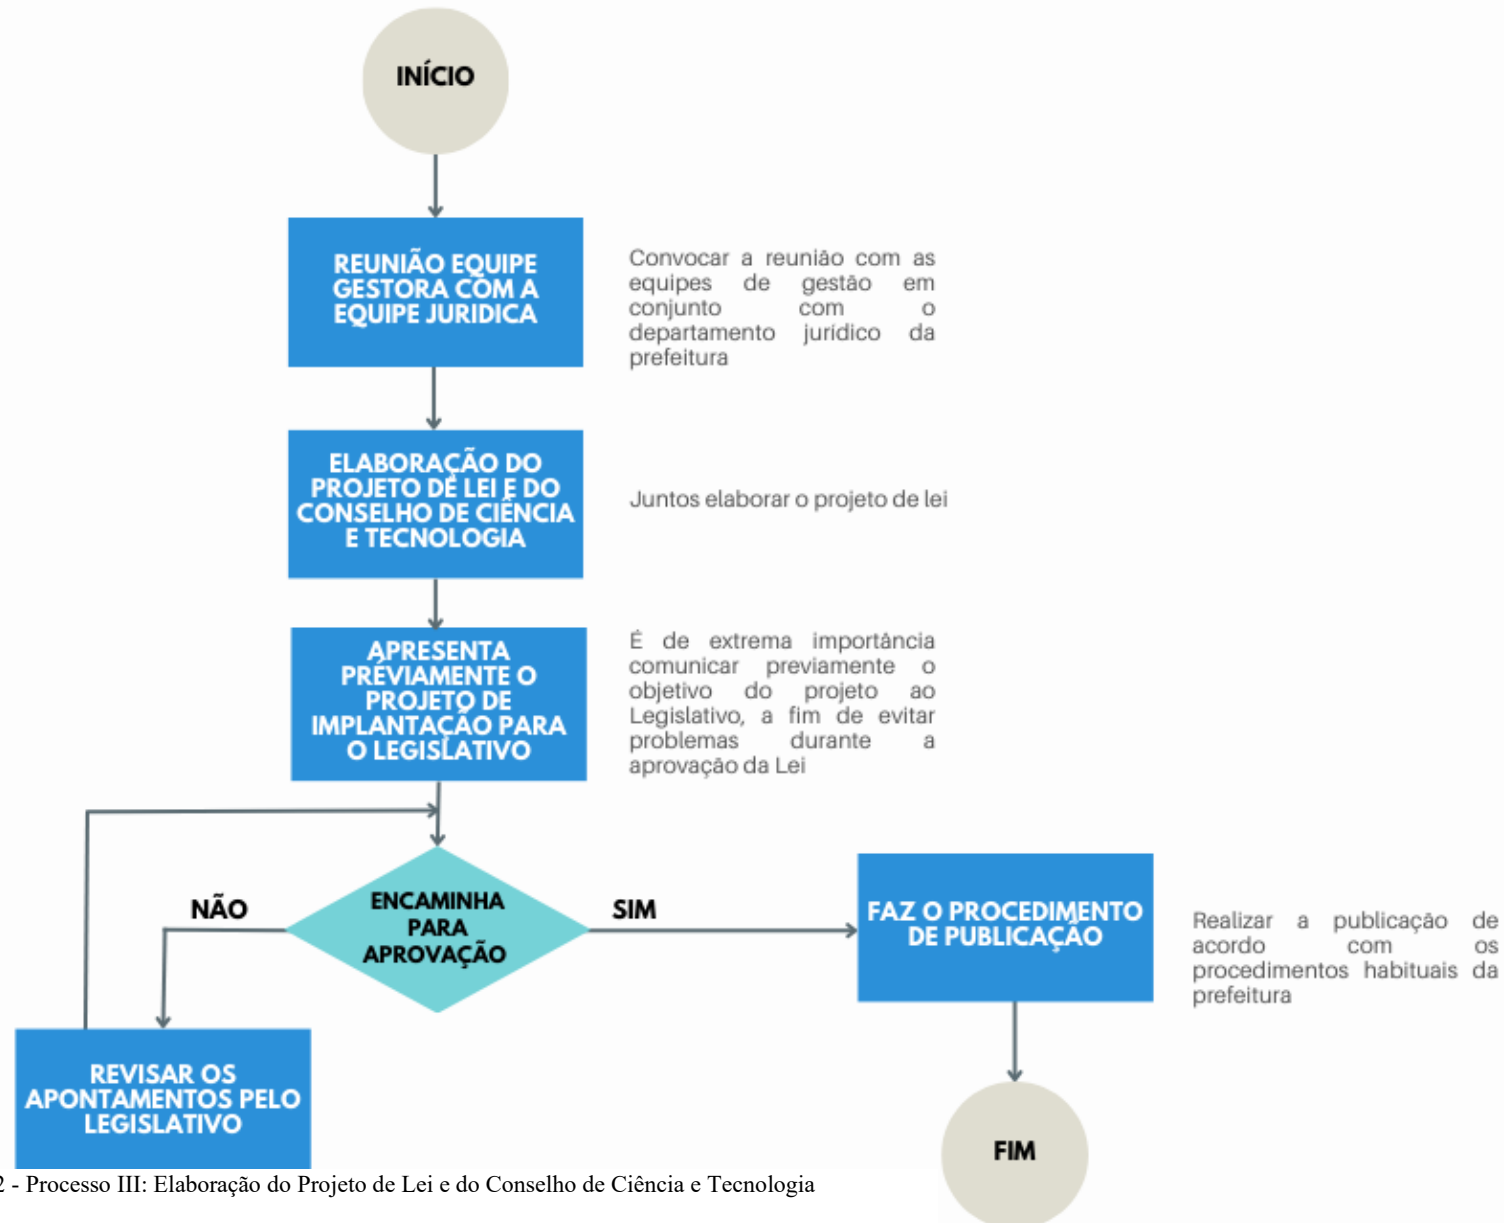 INÍCIO
REUNIÃO EQUIPE
GESTORA COM A
EQUIPE JURIDICA
Convocar a reunião com as
equipes de gestão em
conjunto com o
departamento jurídico da
prefeitura
ELABORAÇÃO DO
PROJETO DE LEI E DO
CONSELHO DE CIÊNCIA
E TECNOLOGIA
Juntos elaborar o projeto de lei
APRESENTA
PRÉVIAMENTE O
PROJETO DE
IMPLANTAÇÃO PARA
O LEGISLATIVO
É de extrema importância
comunicar previamente o
objetivo do projeto ao
Legislativo, a fim de evitar
problemas durante a
aprovação da Lei
NÃO
ENCAMINHA
PARA
APROVAÇÃO
SIM
FAZ O PROCEDIMENTO
DE PUBLICAÇÃO
Realizar a publicação de
acordo com os
procedimentos habituais da
prefeitura
REVISAR OS
APONTAMENTOS PELO
LEGISLATIVO
FIM
2 - Processo III: Elaboração do Projeto de Lei e do Conselho de Ciência e Tecnologia